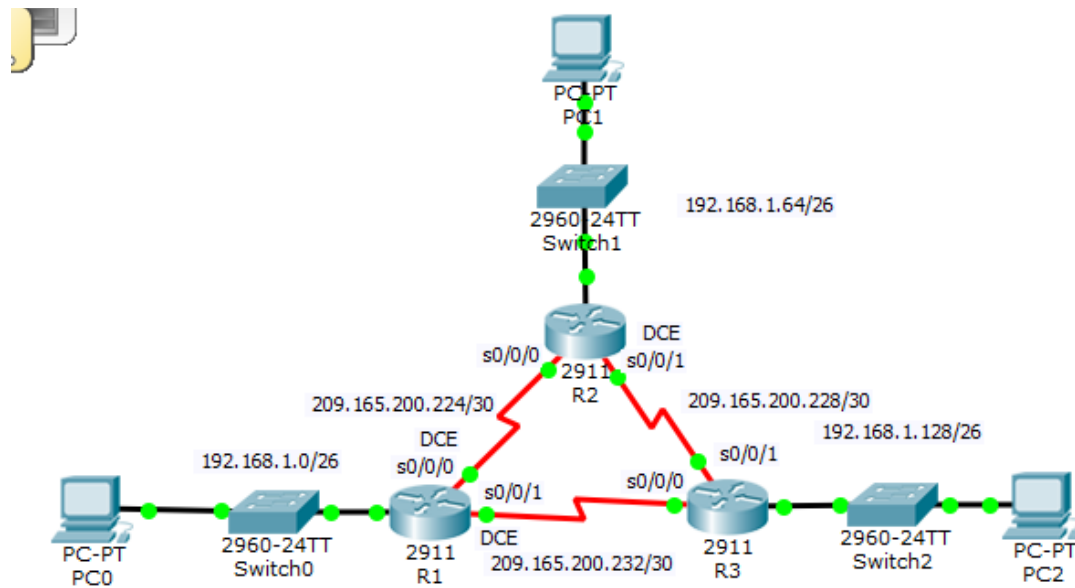 PC-PT
PC1
2960-24TT
Switch1
192.168.1.64/26
DCE
s0/0/0
s0/0/1
2911
R2
209.165.200.224/30
209.165.200.228/30
DCE
192.168.1.128/26
192.168.1.0/26
s0/0/0
s0/0/1
s0/0/1
s0/0/0
PC-PT
PC0
2960-24TT
Switch0
2911
R1
DCE
209.165.200.232/30
2911
R3
2960-24TT
Switch2
PC-PT
PC2